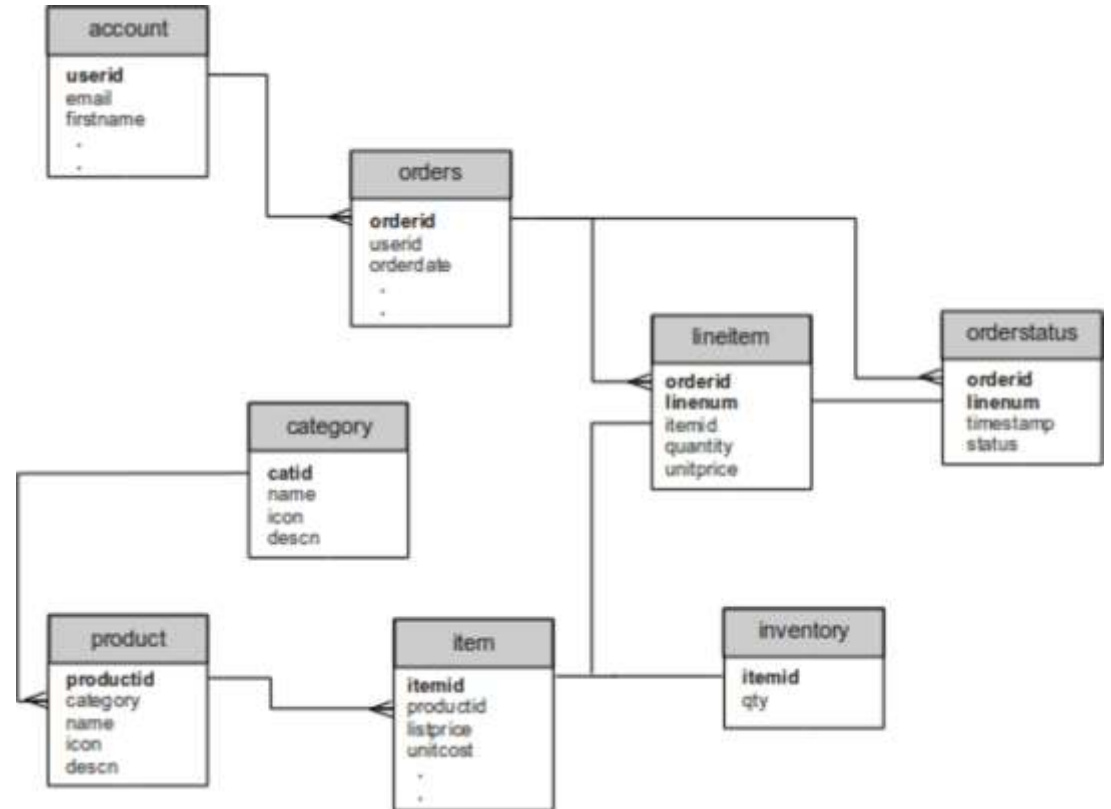 account
userid
email
firstname
.
.
orders
orderid
userid
orderdate
.
.
lineitem
orderid
linenum
itemid
quantity
unitprice
orderstatus
orderid
linenum
timestamp
status
category
catid
name
icon
descn
product
productid
category
name
icon
descn
item
itemid
productid
listprice
unitcost
.
.
inventory
itemid
qty